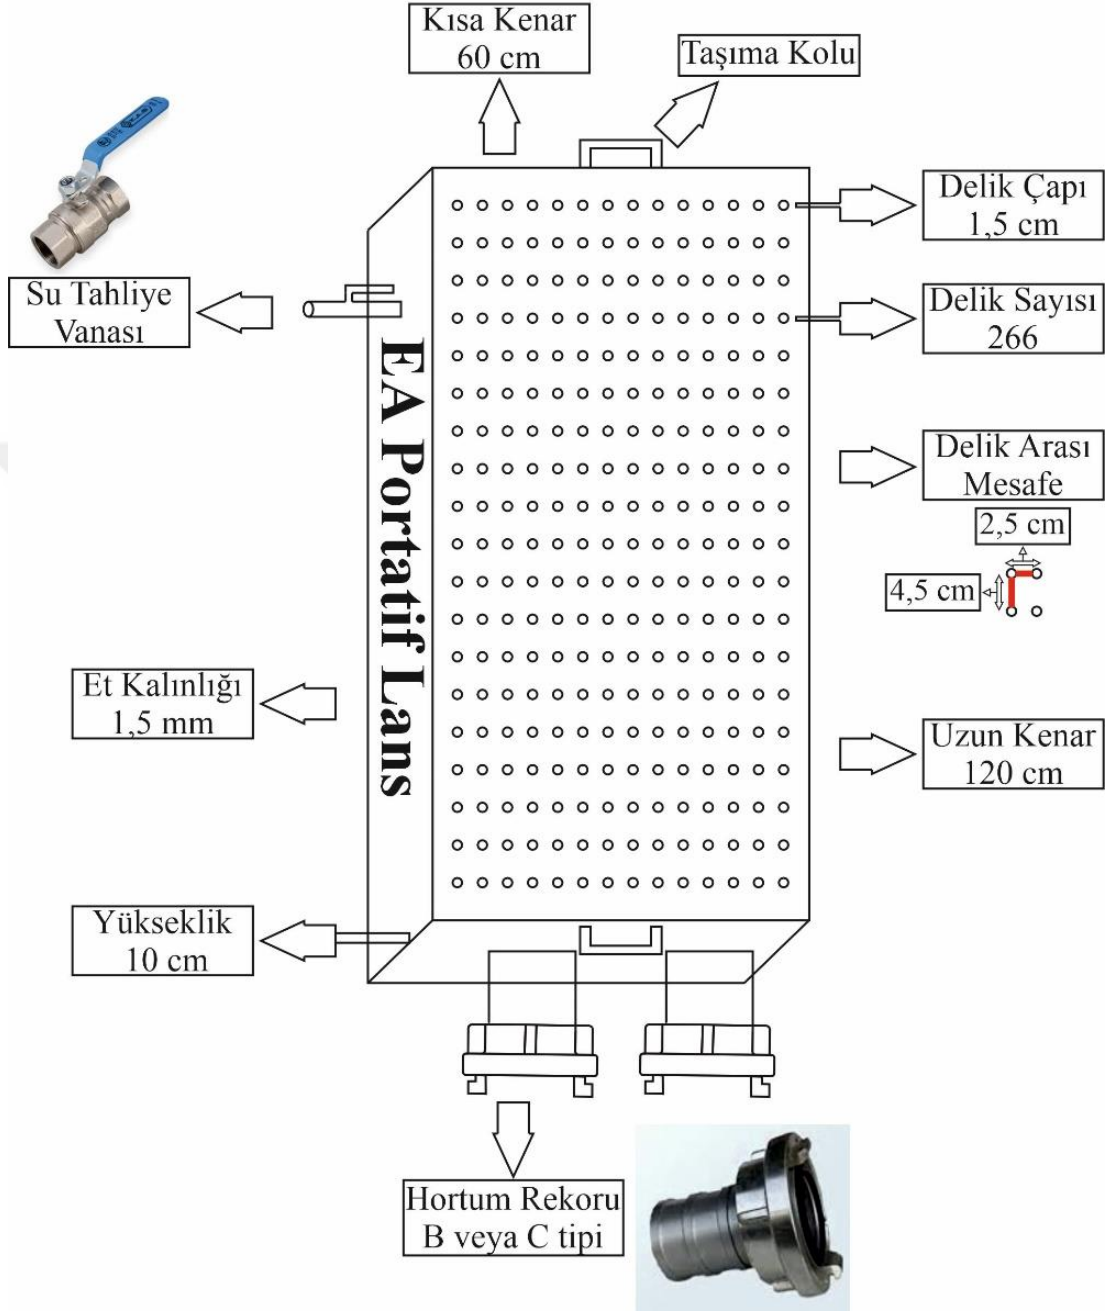 Kısa Kenar
60 cm
Taşıma Kolu
Delik Çapı
1,5 cm
Su Tahliye
Vanası
Delik Sayısı
266
EA Portatif Lans
Delik Arası
Mesafe
2,5 cm
4,5 cm
Et Kalınlığı
1,5 mm
Uzun Kenar
120 cm
Yükseklik
10 cm
Hortum Rekoru
B veya C tipi